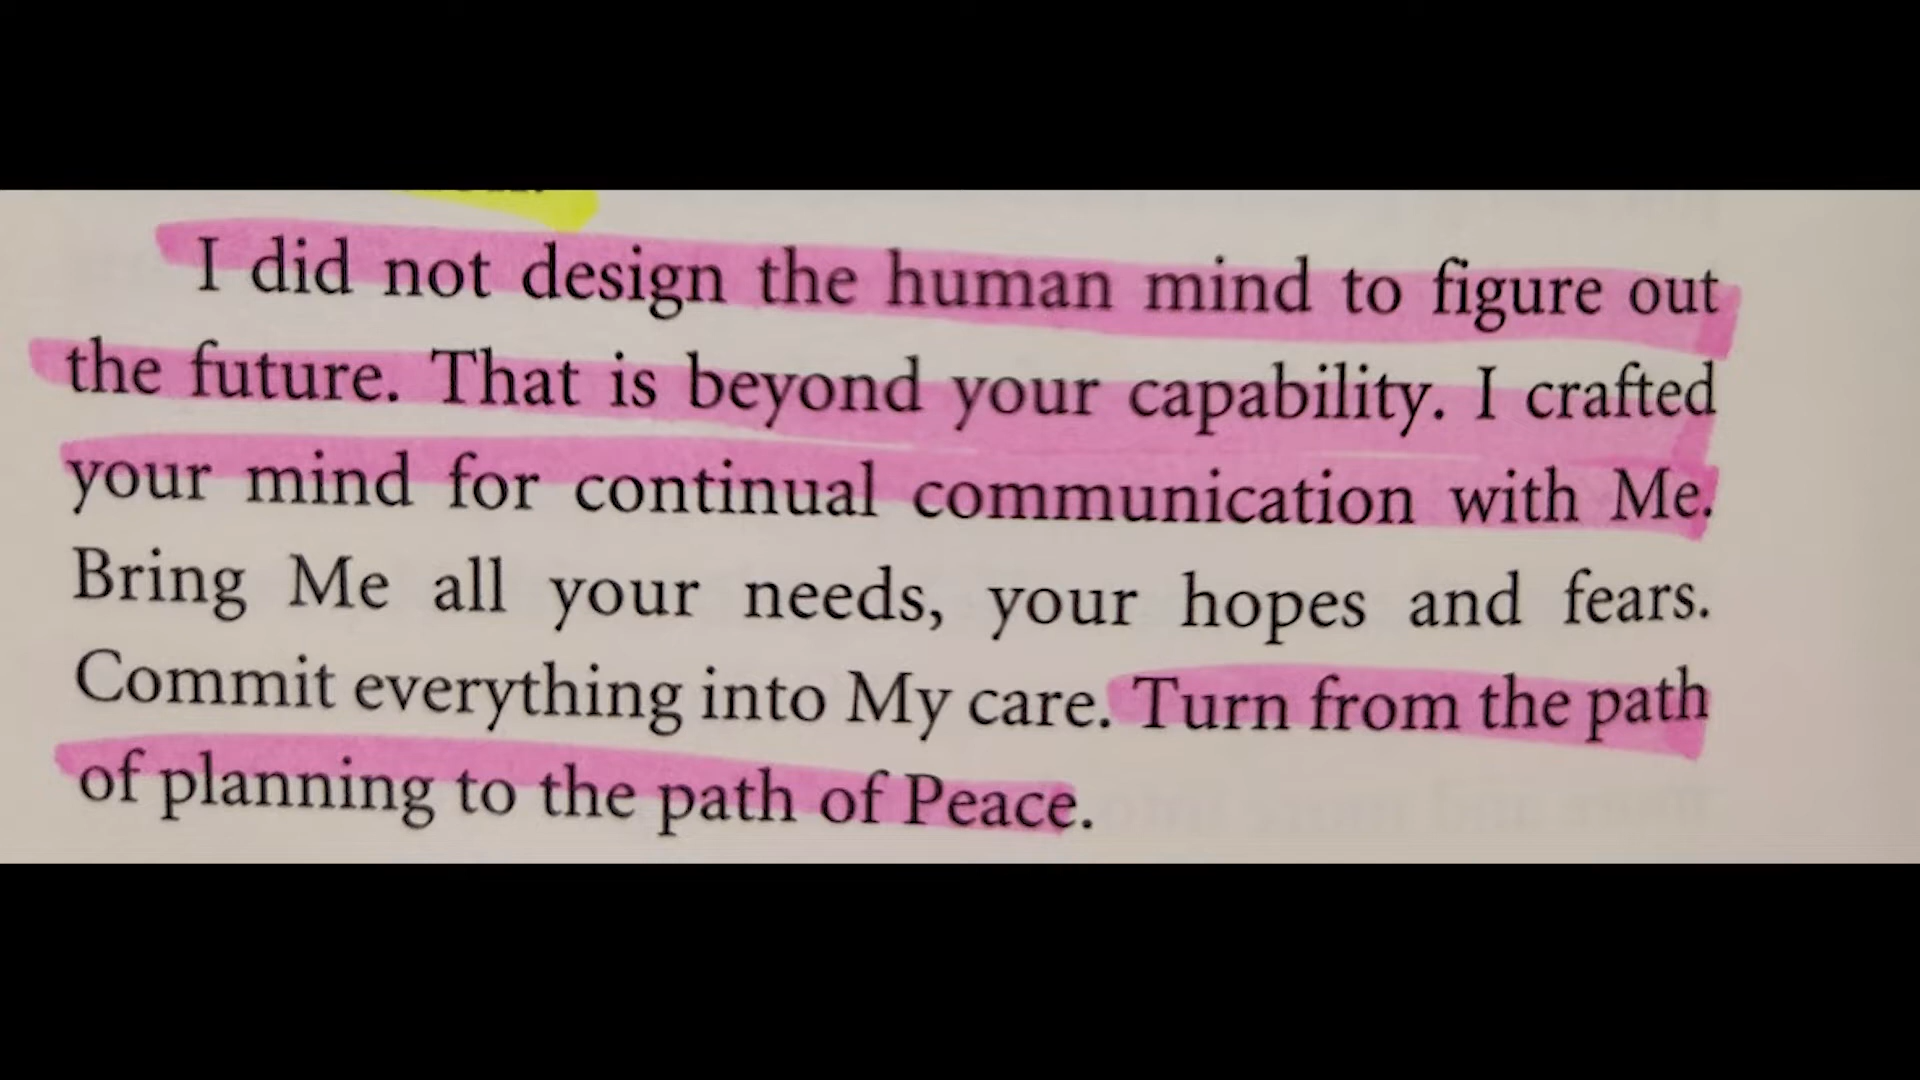 I did not design the human mind to figure out
the future. That is beyond your capability. I crafted
your mind for continual communication with Me.
Bring Me all your needs, your hopes and fears.
Commit everything into My care. Turn from the path
of planning to the path of Peace.